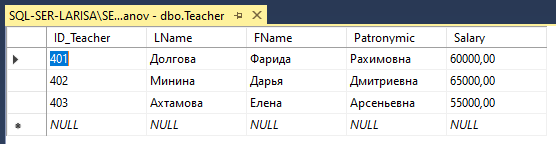 SQL-SER-LARISA\SE...anov - dbo.Teacher
ID_Teacher LName FName Patronymic Salary
401 Долгова Фарида Рахимовна 60000,00
402 Минина Дарья Дмитриевна 65000,00
403 Ахтамова Елена Арсеньевна 55000,00
NULL NULL NULL NULL NULL